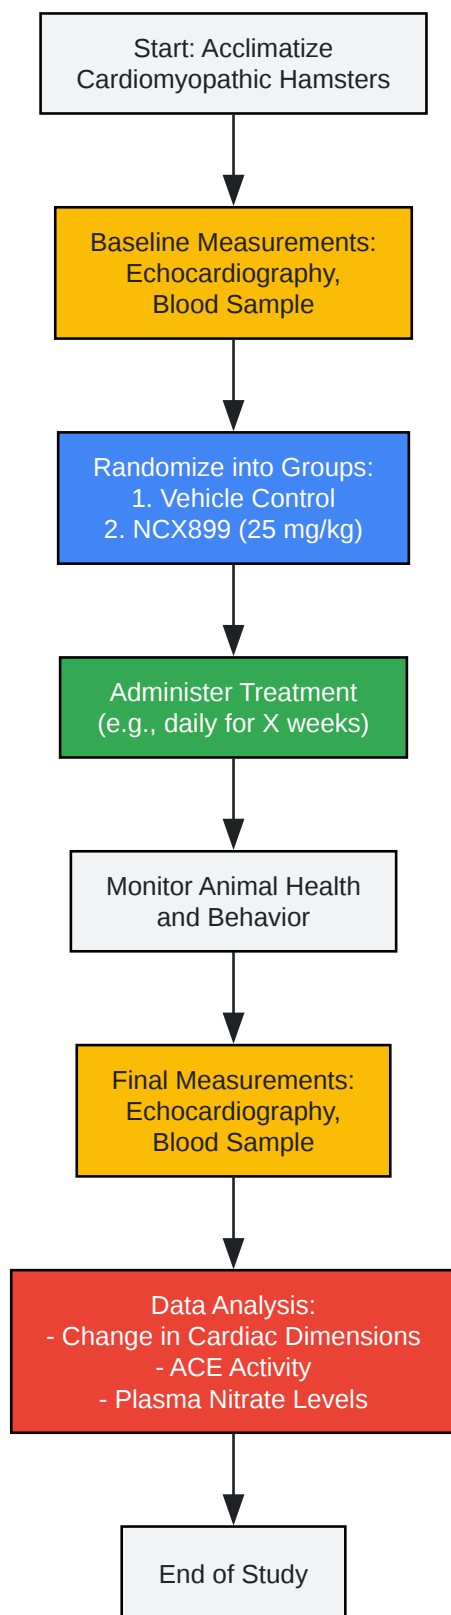 Start: Acclimatize
Cardiomyopathic Hamsters
Baseline Measurements:
Echocardiography,
Blood Sample
Randomize into Groups:
1. Vehicle Control
2. NCX899 (25 mg/kg)
Administer Treatment
(e.g., daily for X weeks)
Monitor Animal Health
and Behavior
Final Measurements:
Echocardiography,
Blood Sample
Data Analysis:
- Change in Cardiac Dimensions
- ACE Activity
- Plasma Nitrate Levels
End of Study